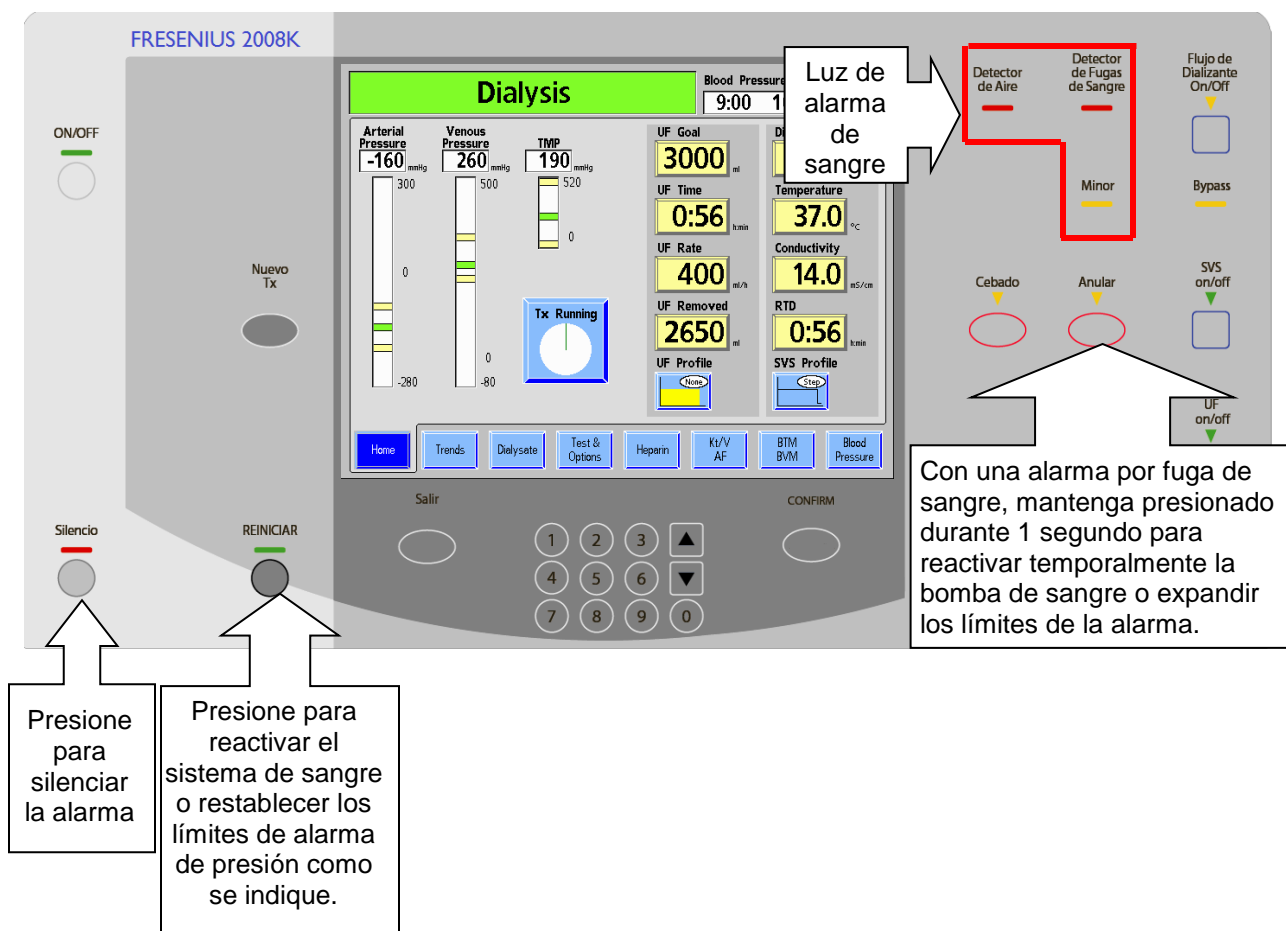 FRESENIUS 2008K
Dialysis
Blood Pressure
9:00
Arterial Pressure
-160 mmHg
300
0
-280
Venous Pressure
260 mmHg
500
0
-80
TMP
190 mmHg
520
0
Tx Running
UF Goal
3000 ml
UF Time
0:56 h:min
UF Rate
400 ml/h
UF Removed
2650 ml
UF Profile
None
Temperature
37.0 °C
Conductivity
14.0 mS/cm
RTD
0:56 h:min
SVS Profile
Step
Home
Trends
Dialysate
Test & Options
Heparin
Kt/V AF
BTM BVM
Blood Pressure
ON/OFF
Nuevo
Tx
Silencio
REINICIAR
Salir
CONFIRM
1 2 3
4 5 6
7 8 9 0
Luz de
alarma
de
sangre
Detector
de Aire
Detector
de Fugas
de Sangre
Minor
Flujo de
Dializante
On/Off
Bypass
Cebado
Anular
SVS
on/off
UF
on/off
Con una alarma por fuga de
sangre, mantenga presionado
durante 1 segundo para
reactivar temporalmente la
bomba de sangre o expandir
los límites de la alarma.
Presione
para
silenciar
la alarma
Presione para
reactivar el
sistema de sangre
o restablecer los
límites de alarma
de presión como
se indique.